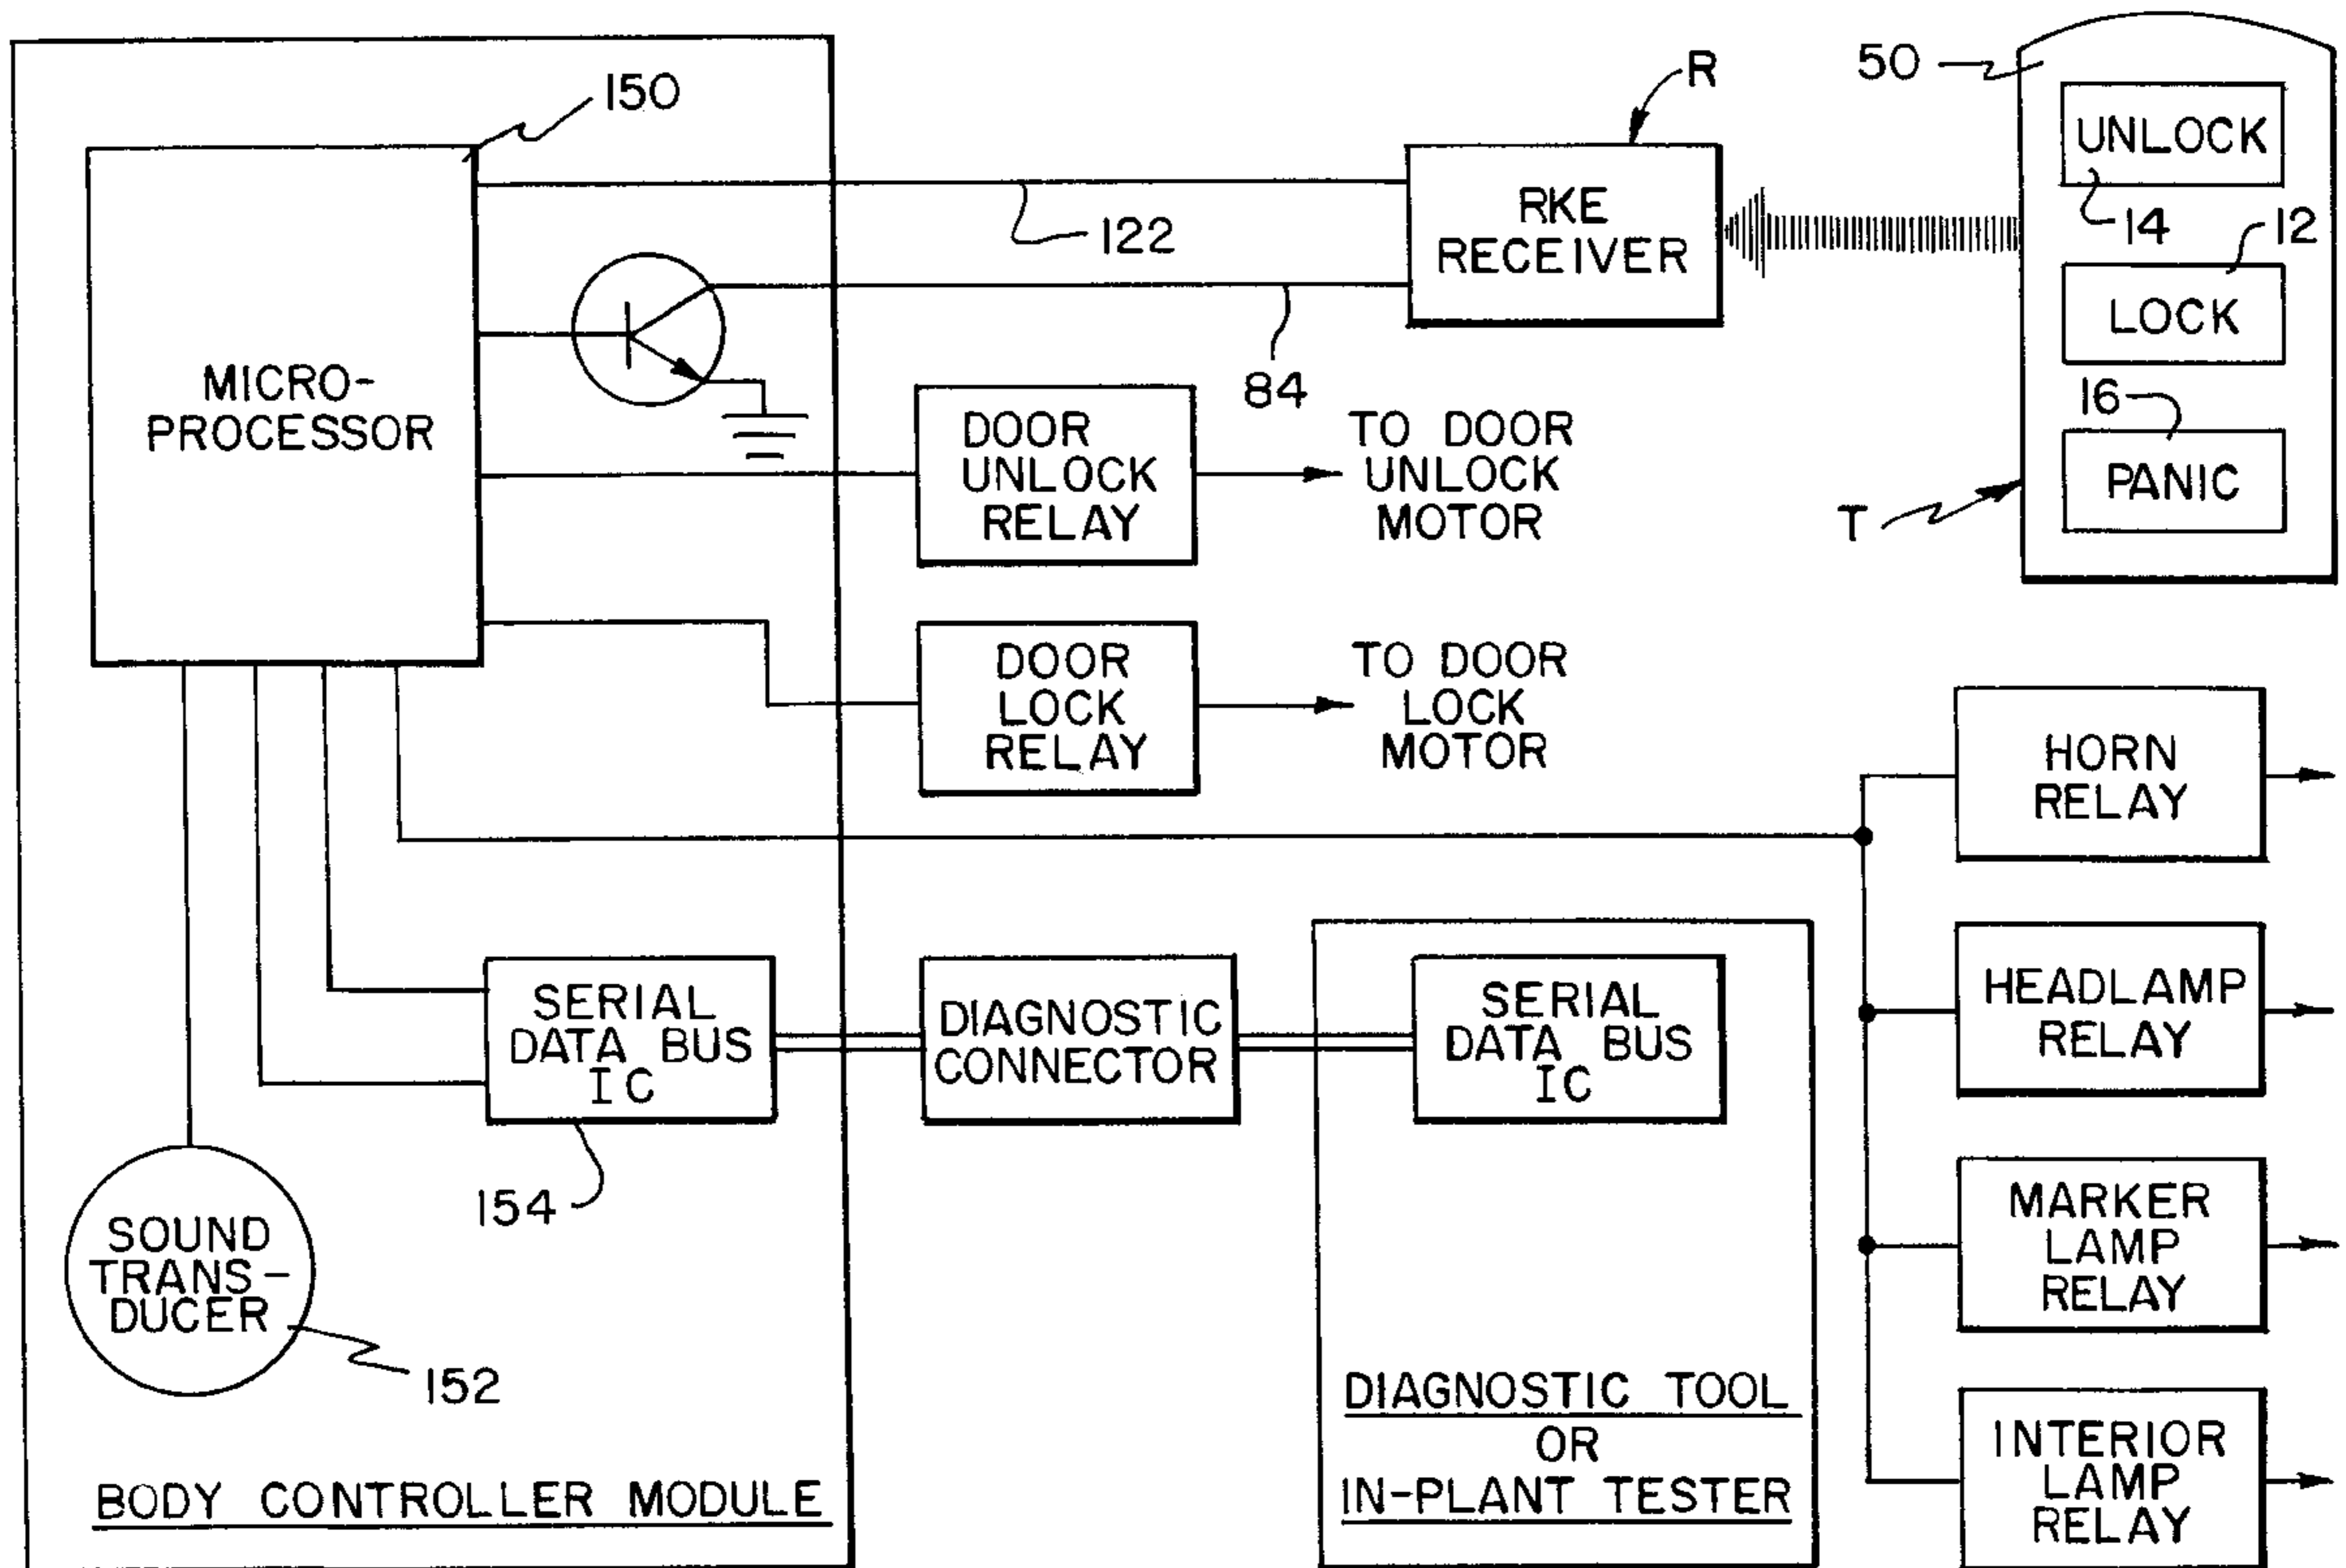 150
MICRO-
PROCESSOR
122
84
R
RKE
RECEIVER
50
UNLOCK
14
12
LOCK
16
PANIC
T
DOOR
UNLOCK
RELAY
TO DOOR
UNLOCK
MOTOR
DOOR
LOCK
RELAY
TO DOOR
LOCK
MOTOR
HORN
RELAY
HEADLAMP
RELAY
MARKER
LAMP
RELAY
INTERIOR
LAMP
RELAY
SERIAL
DATA BUS
IC
154
DIAGNOSTIC
CONNECTOR
SERIAL
DATA BUS
IC
SOUND
TRANS-
DUCER
152
DIAGNOSTIC TOOL
OR
IN-PLANT TESTER
BODY CONTROLLER MODULE